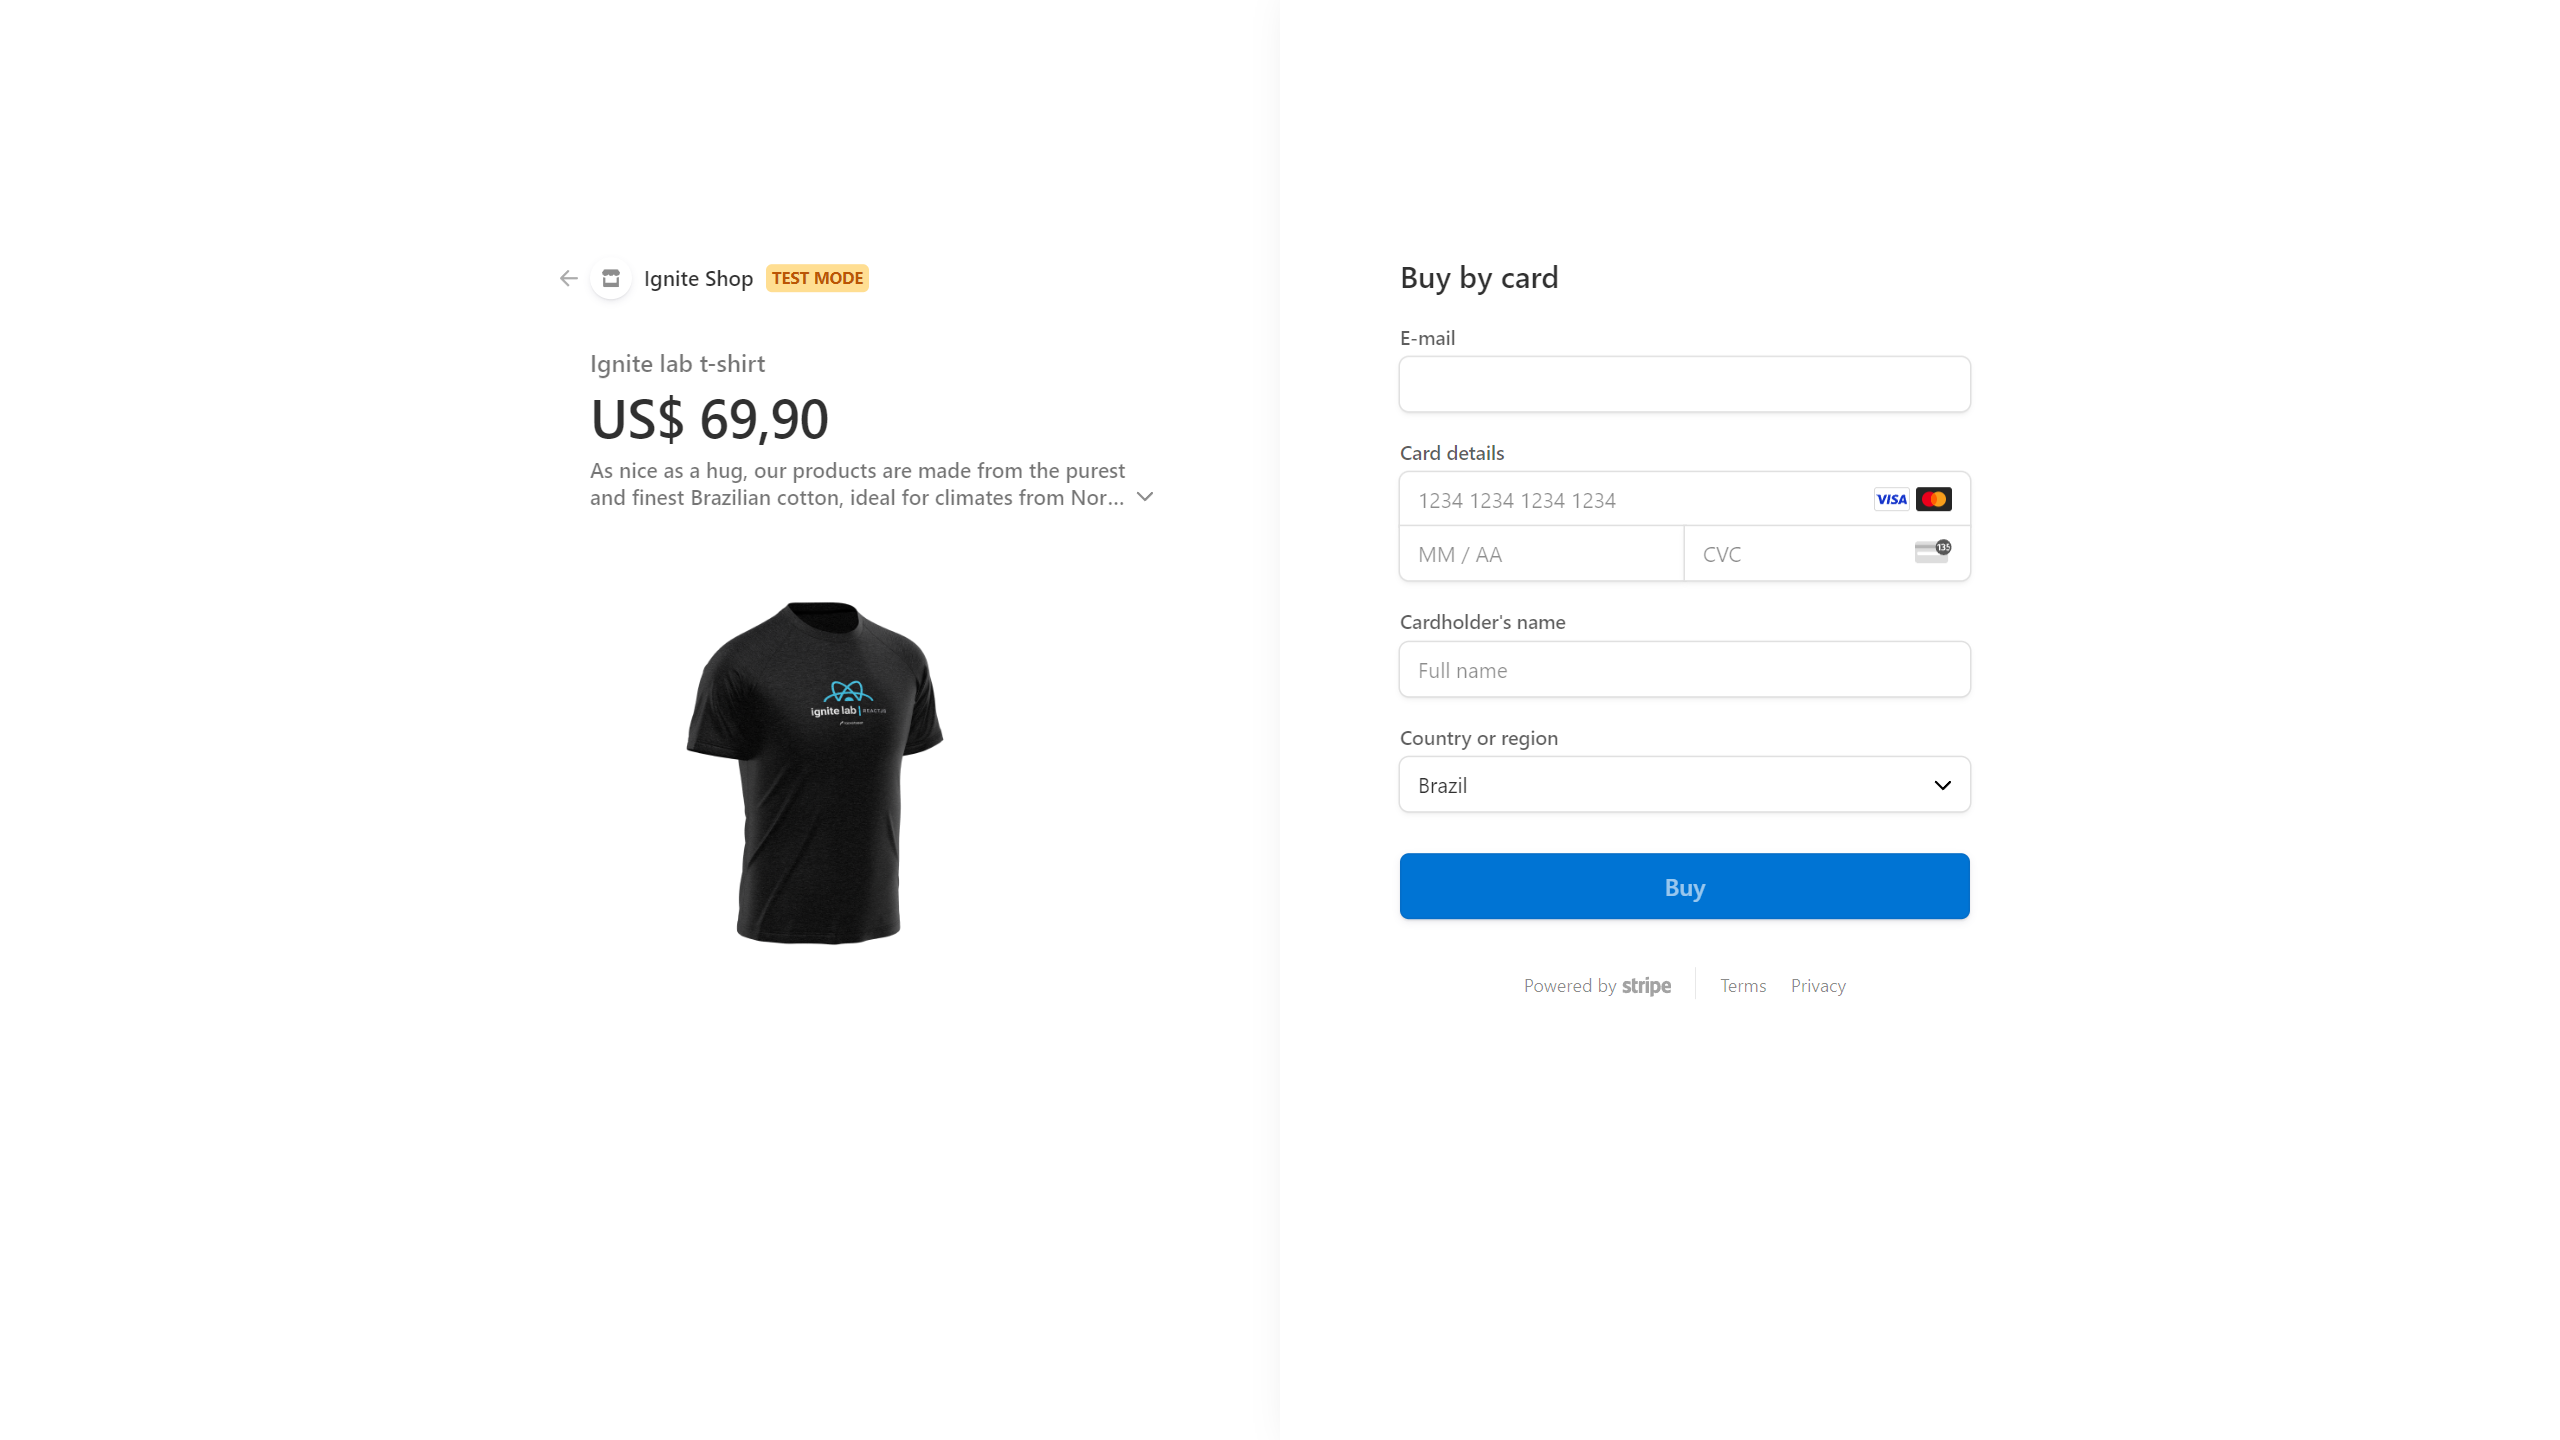 Ignite Shop TEST MODE
Ignite lab t-shirt
US$ 69,90
As nice as a hug, our products are made from the purest
and finest Brazilian cotton, ideal for climates from Nor...
ignite lab | REACTJS
Buy by card
E-mail
Card details
1234 1234 1234 1234 VISA
MM / AA CVC 135
Cardholder's name
Full name
Country or region
Brazil
Buy
Powered by stripe Terms Privacy